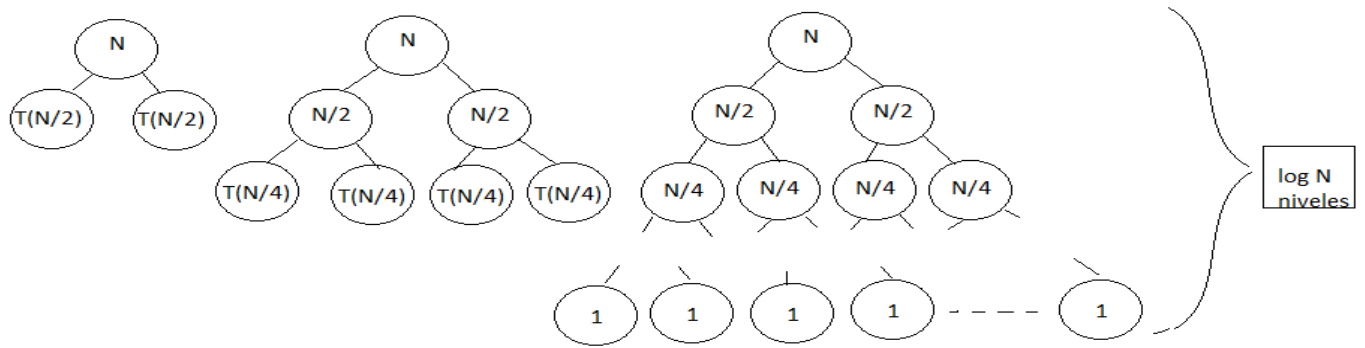 N
T(N/2) T(N/2)
N
N/2 N/2
T(N/4) T(N/4) T(N/4) T(N/4)
N
N/2 N/2
N/4 N/4 N/4 N/4
1 1 1 1 1
log N
niveles